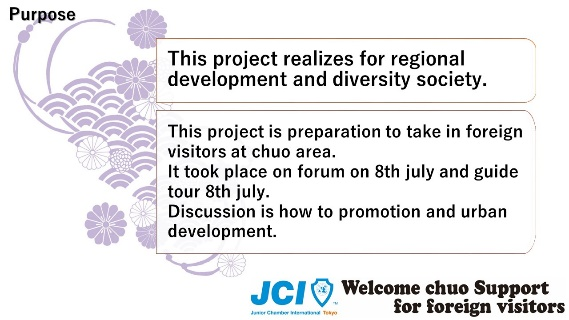 Purpose
This project realizes for regional
development and diversity society.
This project is preparation to take in foreign
visitors at chuo area.
It took place on forum on 8th july and guide
tour 8th july.
Discussion is how to promotion and urban
development.
JCI
Junior Chamber International Tokyo
Welcome chuo Support
for foreign visitors